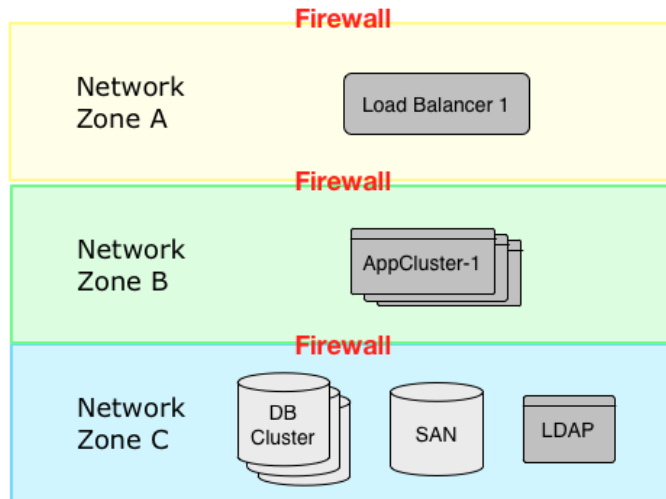 Firewall
Network
Zone A
Load Balancer 1
Firewall
Network
Zone B
AppCluster-1
Firewall
Network
Zone C
DB
Cluster
SAN
LDAP